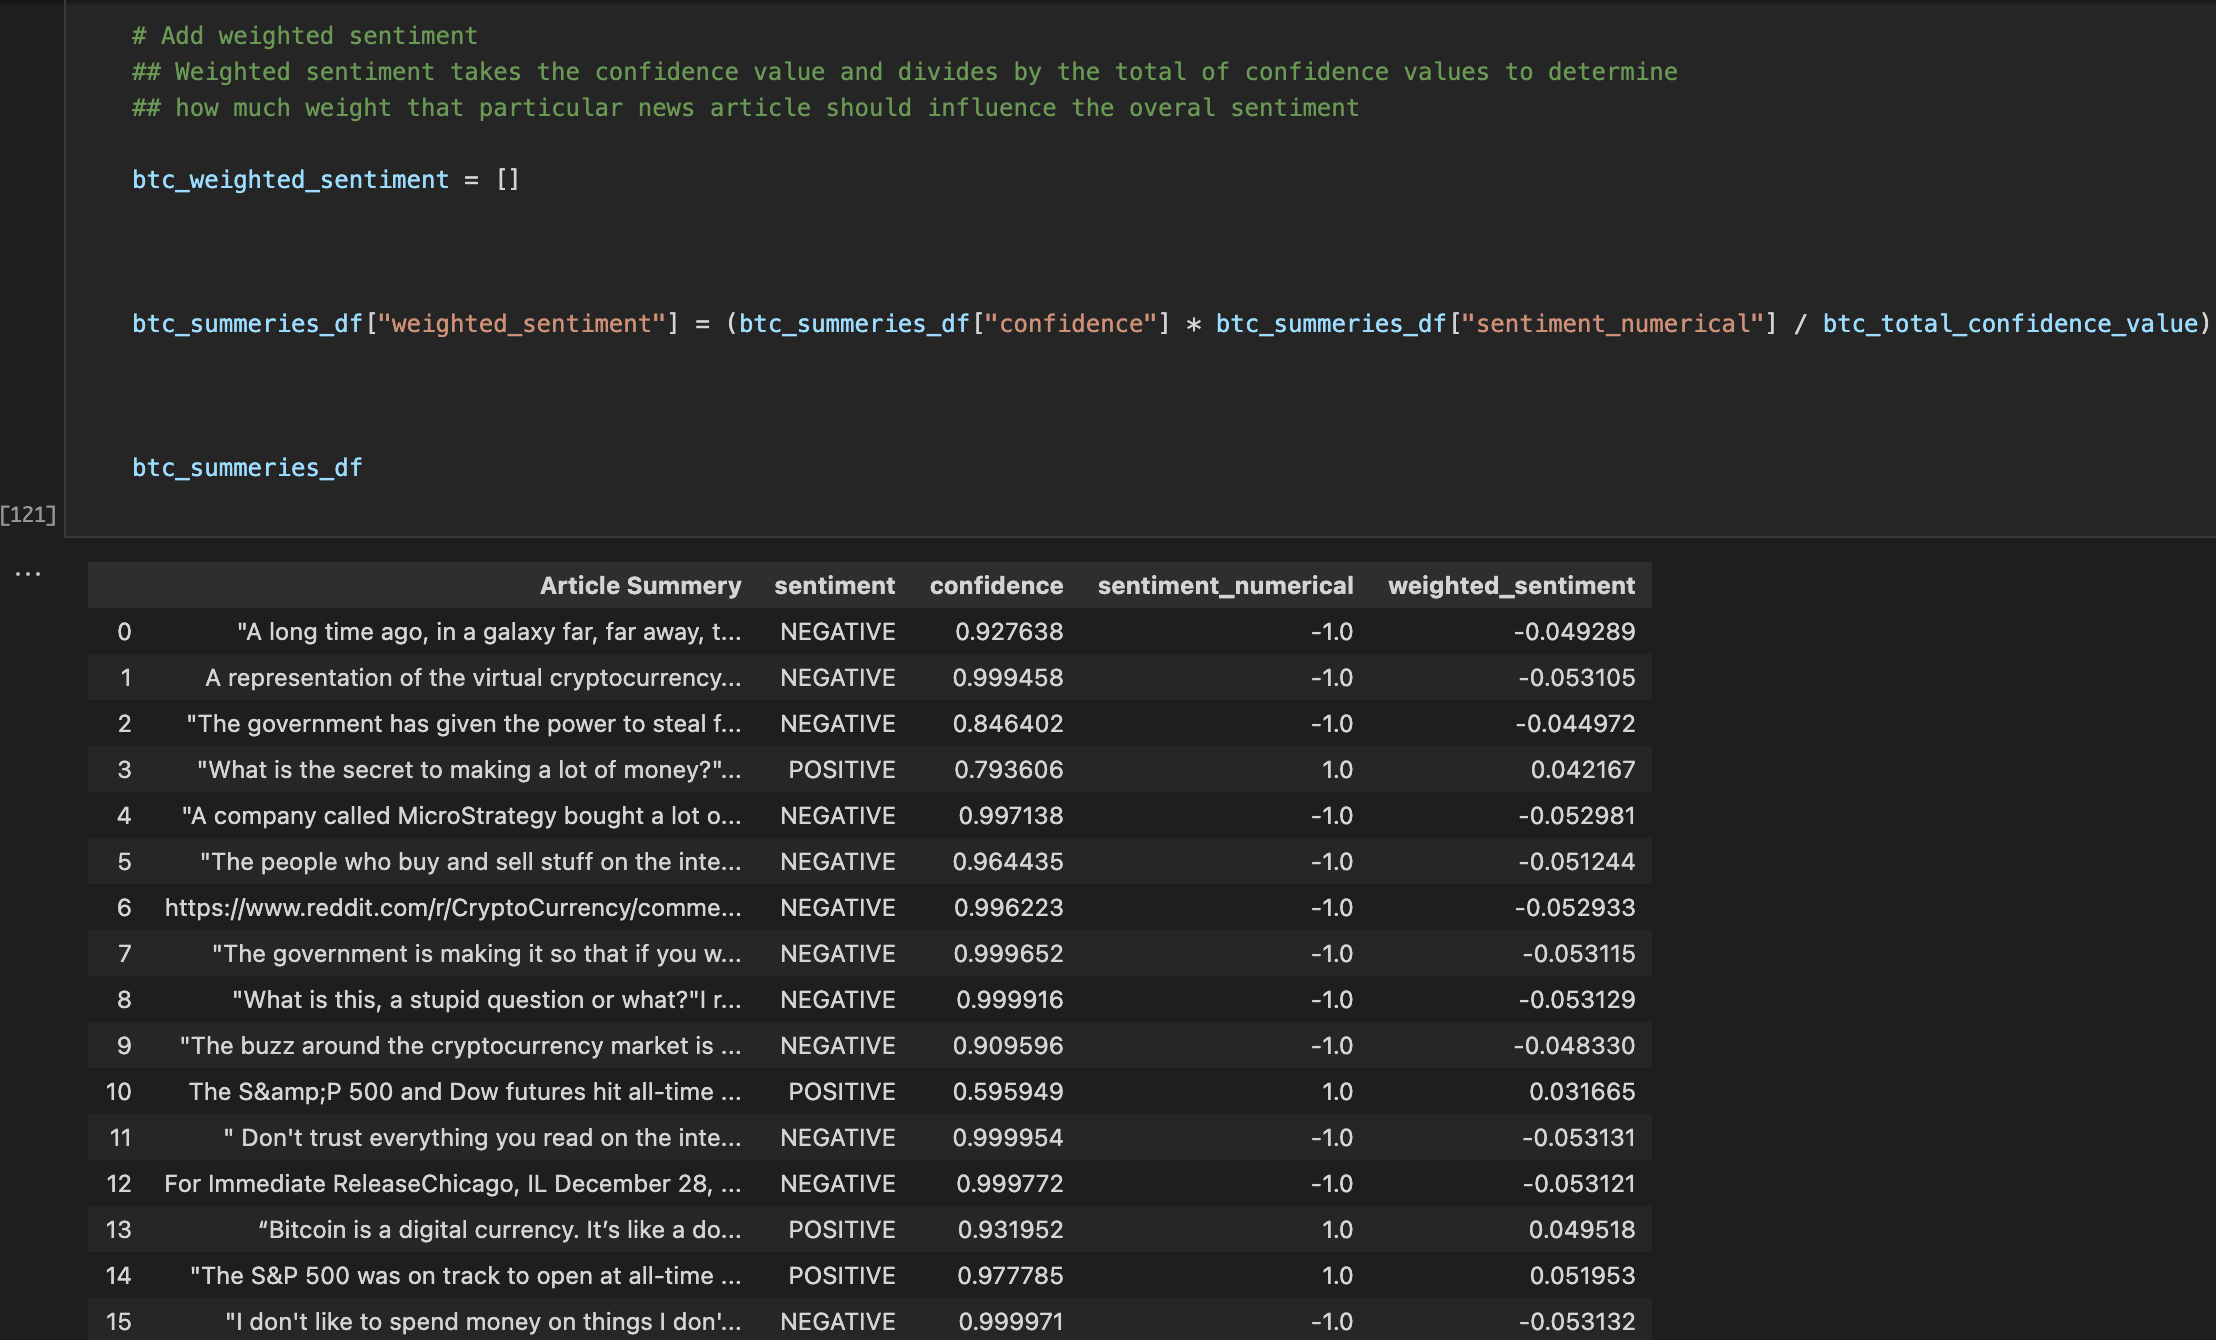 # Add weighted sentiment
## Weighted sentiment takes the confidence value and divides by the total of confidence values to determine
## how much weight that particular news article should influence the overal sentiment
btc_weighted_sentiment = []
btc_summeries_df["weighted_sentiment"] = (btc_summeries_df["confidence"] * btc_summeries_df["sentiment_numerical"] / btc_total_confidence_value)
btc_summeries_df
[121]
...
Article Summery sentiment confidence sentiment_numerical weighted_sentiment
0 "A long time ago, in a galaxy far, far away, t... NEGATIVE 0.927638 -1.0 -0.049289
1 A representation of the virtual cryptocurrency... NEGATIVE 0.999458 -1.0 -0.053105
2 "The government has given the power to steal f... NEGATIVE 0.846402 -1.0 -0.044972
3 "What is the secret to making a lot of money?"... POSITIVE 0.793606 1.0 0.042167
4 "A company called MicroStrategy bought a lot o... NEGATIVE 0.997138 -1.0 -0.052981
5 "The people who buy and sell stuff on the inte... NEGATIVE 0.964435 -1.0 -0.051244
6 https://www.reddit.com/r/CryptoCurrency/comme... NEGATIVE 0.996223 -1.0 -0.052933
7 "The government is making it so that if you w... NEGATIVE 0.999652 -1.0 -0.053115
8 "What is this, a stupid question or what?"I r... NEGATIVE 0.999916 -1.0 -0.053129
9 "The buzz around the cryptocurrency market is ... NEGATIVE 0.909596 -1.0 -0.048330
10 The S&amp;P 500 and Dow futures hit all-time ... POSITIVE 0.595949 1.0 0.031665
11 " Don't trust everything you read on the inte... NEGATIVE 0.999954 -1.0 -0.053131
12 For Immediate ReleaseChicago, IL December 28, ... NEGATIVE 0.999772 -1.0 -0.053121
13 “Bitcoin is a digital currency. It’s like a do... POSITIVE 0.931952 1.0 0.049518
14 "The S&P 500 was on track to open at all-time ... POSITIVE 0.977785 1.0 0.051953
15 "I don't like to spend money on things I don'... NEGATIVE 0.999971 -1.0 -0.053132